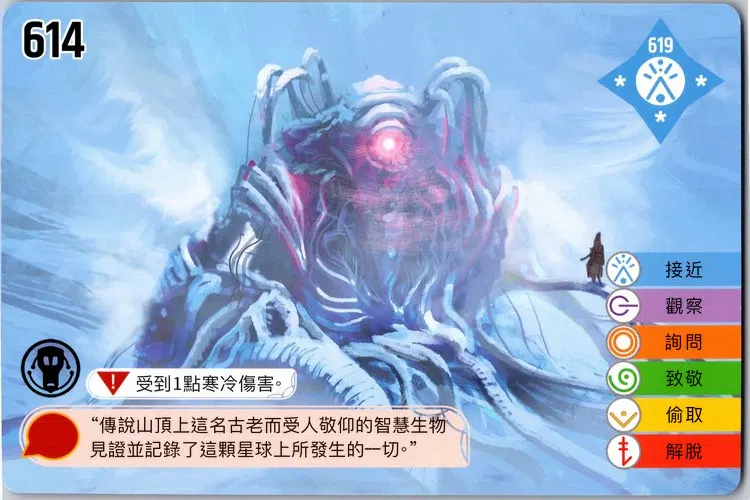 614
619
* *
*
接近
觀察
詢問
致敬
偷取
解脫
受到1點寒冷傷害。
“傳說山頂上這名古老而受人敬仰的智慧生物
見證並記錄了這顆星球上所發生的一切。”